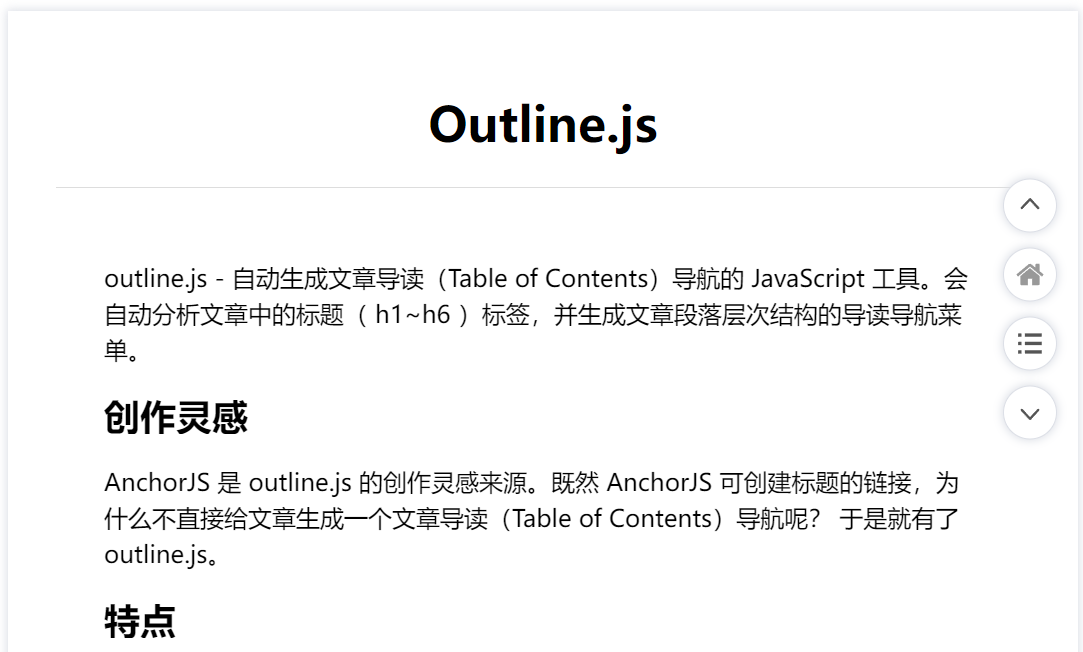 Outline.js
outline.js - 自动生成文章导读（Table of Contents）导航的 JavaScript 工具。会
自动分析文章中的标题（ h1~h6 ）标签，并生成文章段落层次结构的导读导航菜
单。
创作灵感
AnchorJS 是 outline.js 的创作灵感来源。既然 AnchorJS 可创建标题的链接，为
什么不直接给文章生成一个文章导读（Table of Contents）导航呢？ 于是就有了
outline.js。
特点